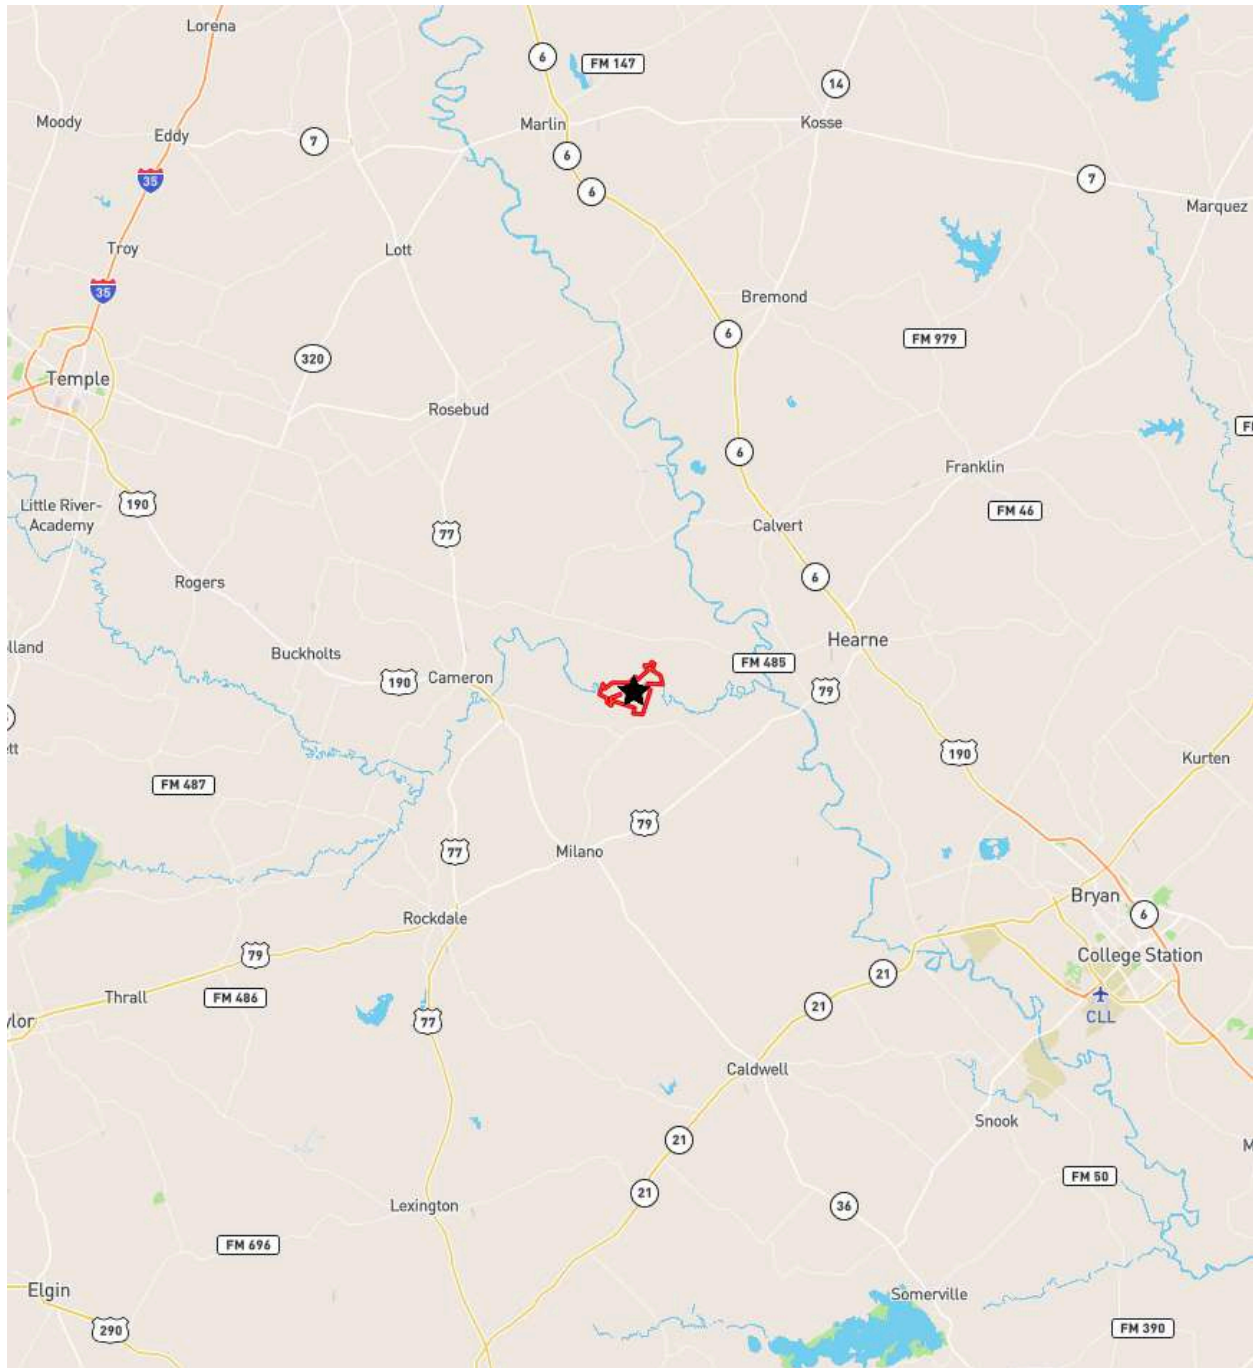 Lorena
6
FM 147
14
Moody
Eddy
7
Marlin
Kosse
6
35
6
7
Marquez
Troy
Lott
35
Bremond
6
FM 979
320
Temple
Rosebud
6
Franklin
Little River-
Academy
190
77
Calvert
FM 46
6
Rogers
Hearne
olland
Buckholts
190
Cameron
FM 485
79
190
Kurten
FM 487
79
77
Milano
Bryan
6
Rockdale
79
College Station
21
Thrall
FM 486
21
CLL
ylor
77
Caldwell
Snook
21
FM 50
21
Lexington
36
FM 696
Elgin
Somerville
290
FM 390